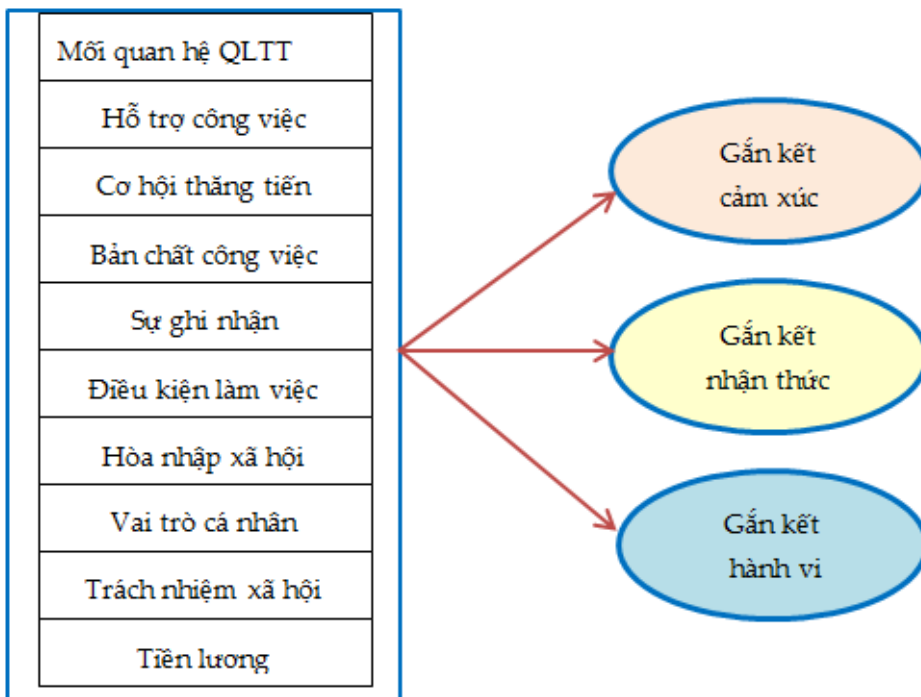 Mối quan hệ QLTT
Hỗ trợ công việc
Cơ hội thăng tiến
Bản chất công việc
Sự ghi nhận
Điều kiện làm việc
Hòa nhập xã hội
Vai trò cá nhân
Trách nhiệm xã hội
Tiền lương
Gắn kết
cảm xúc
Gắn kết
nhận thức
Gắn kết
hành vi